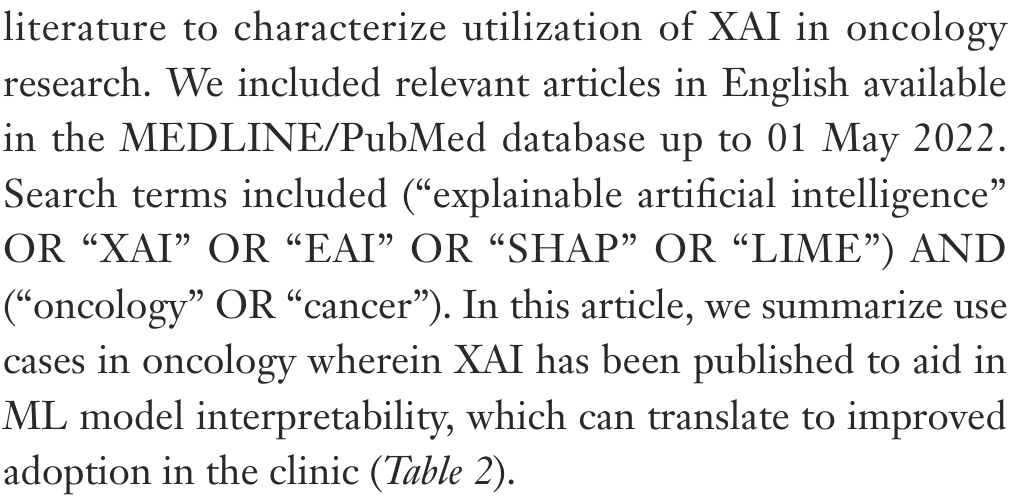 literature to characterize utilization of XAI in oncology
research. We included relevant articles in English available
in the MEDLINE/PubMed database up to 01 May 2022.
Search terms included (“explainable artificial intelligence”
OR “XAI” OR “EAI” OR “SHAP” OR “LIME”) AND
(“oncology” OR “cancer”). In this article, we summarize use
cases in oncology wherein XAI has been published to aid in
ML model interpretability, which can translate to improved
adoption in the clinic (Table 2).